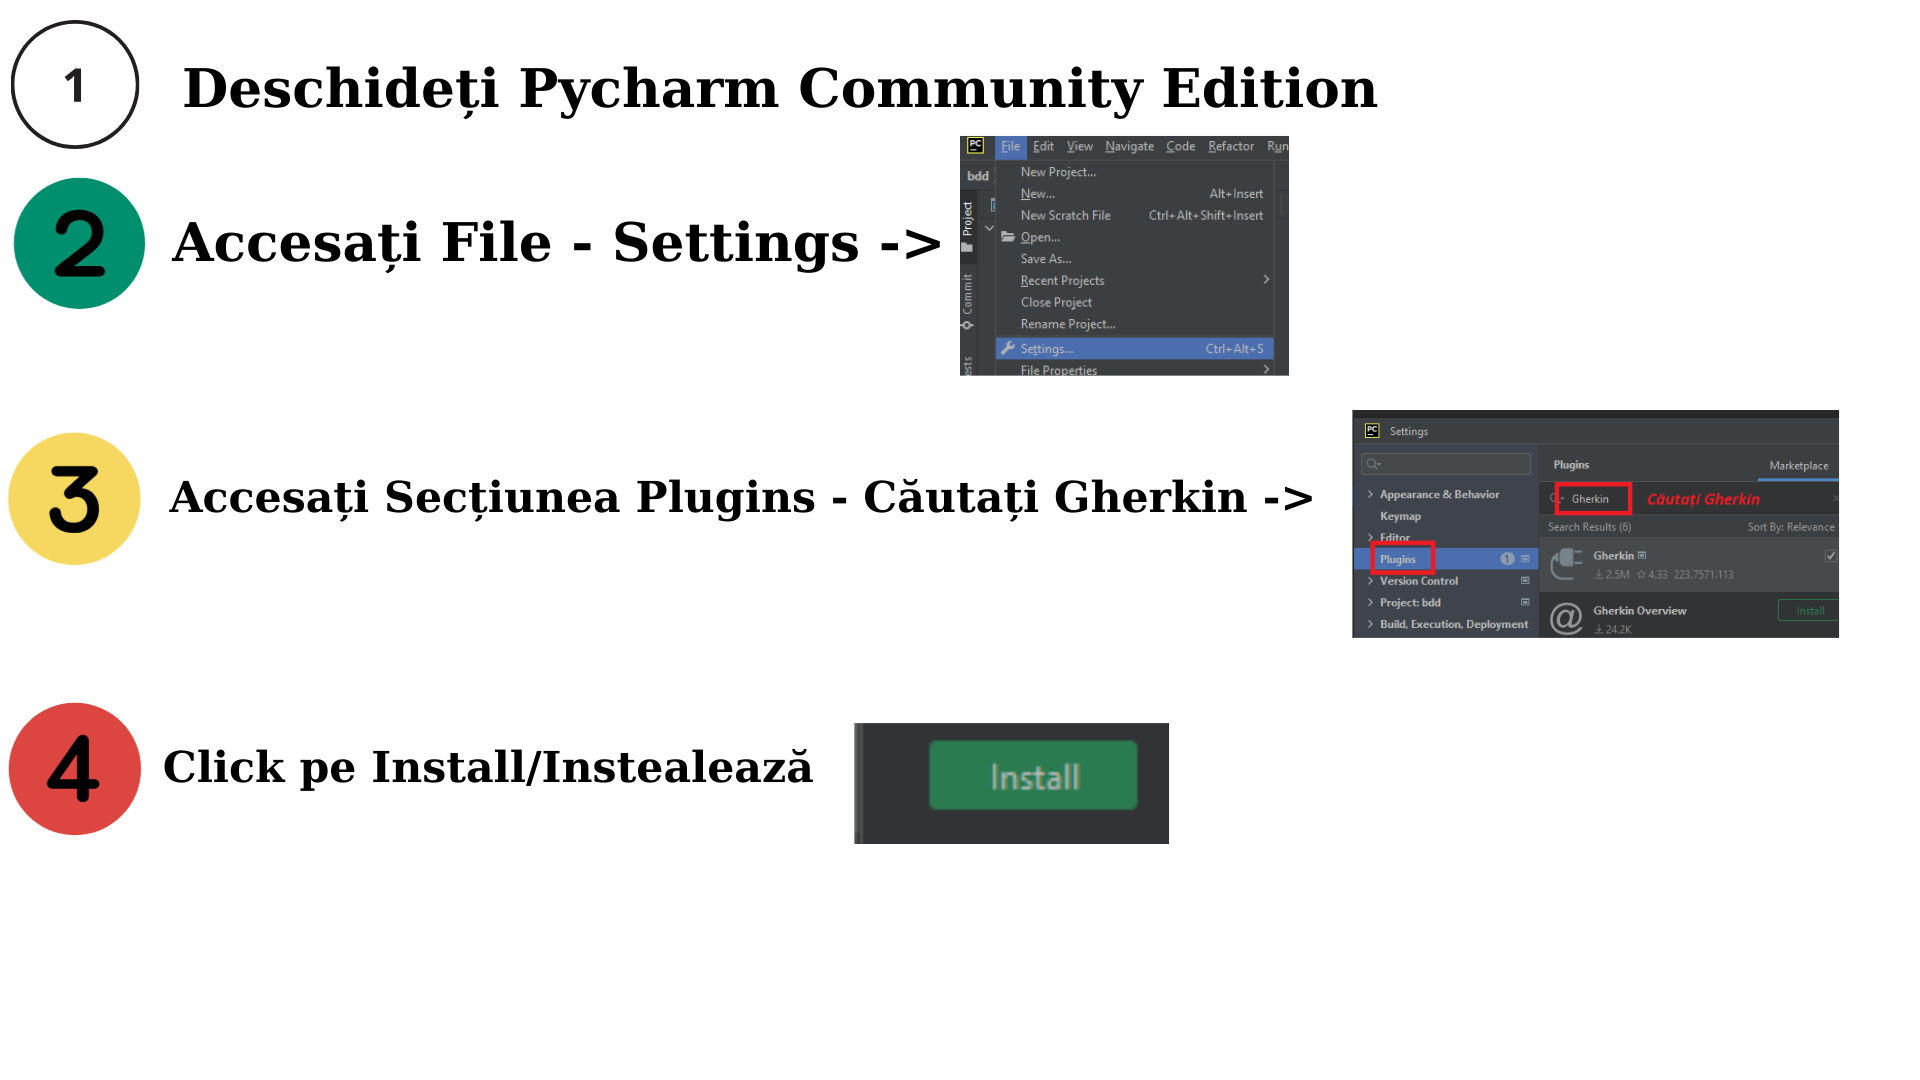 1
Deschideți Pycharm Community Edition
2
Accesați File - Settings ->
PC File Edit View Navigate Code Refactor Run
bdd
Project
Commit
New Project...
New... Alt+Insert
New Scratch File Ctrl+Alt+Shift+Insert
Open...
Save As...
Recent Projects
Close Project
Rename Project...
Settings... Ctrl+Alt+S
File Properties
3
Accesați Secțiunea Plugins - Căutați Gherkin ->
PC Settings
Appearance & Behavior
Keymap
Editor
Plugins 1
Version Control
Project: bdd
Build, Execution, Deployment
Plugins Marketplace
Gherkin Căutați Gherkin
Search Results (6) Sort By: Relevance
Gherkin
2.5M 4.33 223.7571.113
Gherkin Overview Install
24.2K
4
Click pe Install/Instealează
Install